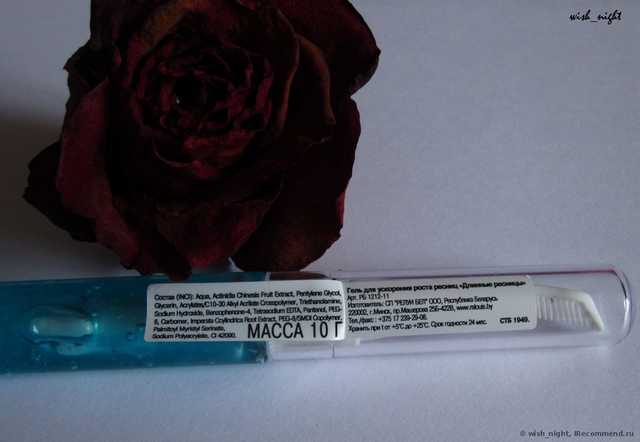 wish_night
Состав (INCI): Aqua, Actinidia Chinesis Fruit Extract, Pentylene Glycol,
Glycerin, Acrylates/C10-30 Alkyl Acrilate Crosspolymer, Triethanolamine,
Sodium Hydroxide, Benzophenone-4, Tetrasodium EDTA, Pantenol, PEG-
8, Carbomer, Imperata Ccylindrica Root Extract, PEG-8/SMDI Copolymer,
Palmitoyl Myristyl Serinate,
Sodium Polyacrylate, CI 42090.
МАССА 10 Г
Гель для ускорения роста ресниц «Длинные ресницы»
Арт. РБ 1212-11
Изготовитель: СП "РЕЛУИ БЕЛ" ООО, Республика Беларусь
220002, г.Минск, пр.Машерова 25Б-422В, www.relouis.by
Тел./факс : +375 17 239-29-08.
Хранить при t от +5°С до +25°С. Срок годности 24 мес.
СТБ 1949.
© wish_night, IRecommend.ru